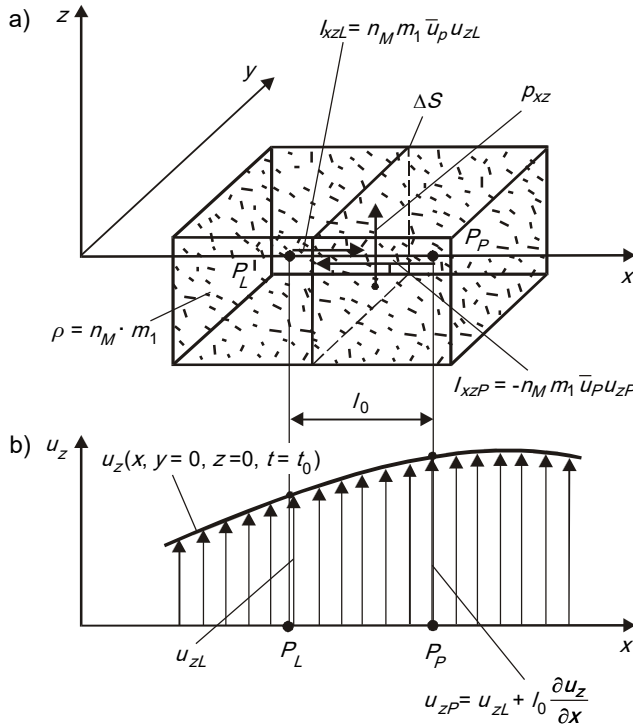 a)
z
I_xzL = n_M m_1 ū_p u_zL
y
ΔS
p_xz
P_L
P_P
x
ρ = n_M · m_1
I_xzP = -n_M m_1 ū_P u_zP
l_0
b)
u_z
u_z(x, y = 0, z = 0, t = t_0)
u_zL
P_L
P_P
x
u_zP = u_zL + l_0 ∂u_z/∂x